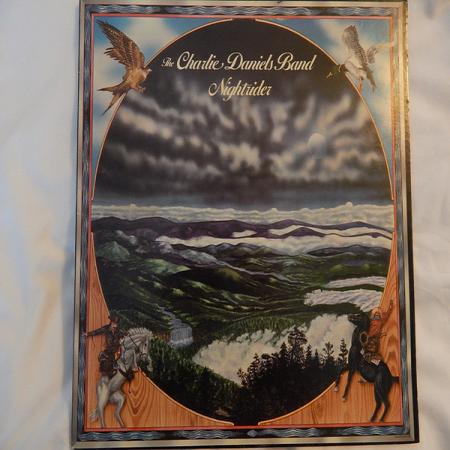 The Charlie Daniels Band
Nightrider